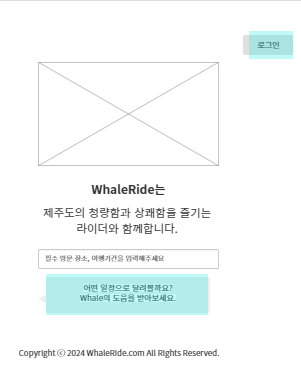 로그인
WhaleRide는
제주도의 청량함과 상쾌함을 즐기는
라이더와 함께합니다.
필수 방문 장소, 여행기간을 입력해주세요
어떤 일정으로 달려볼까요?
Whale의 도움을 받아보세요.
Copyright ⓒ 2024 WhaleRide.com All Rights Reserved.